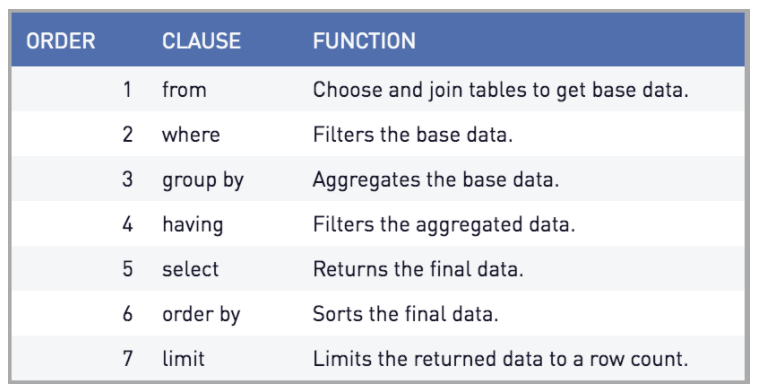 ORDER CLAUSE FUNCTION
1 from Choose and join tables to get base data.
2 where Filters the base data.
3 group by Aggregates the base data.
4 having Filters the aggregated data.
5 select Returns the final data.
6 order by Sorts the final data.
7 limit Limits the returned data to a row count.